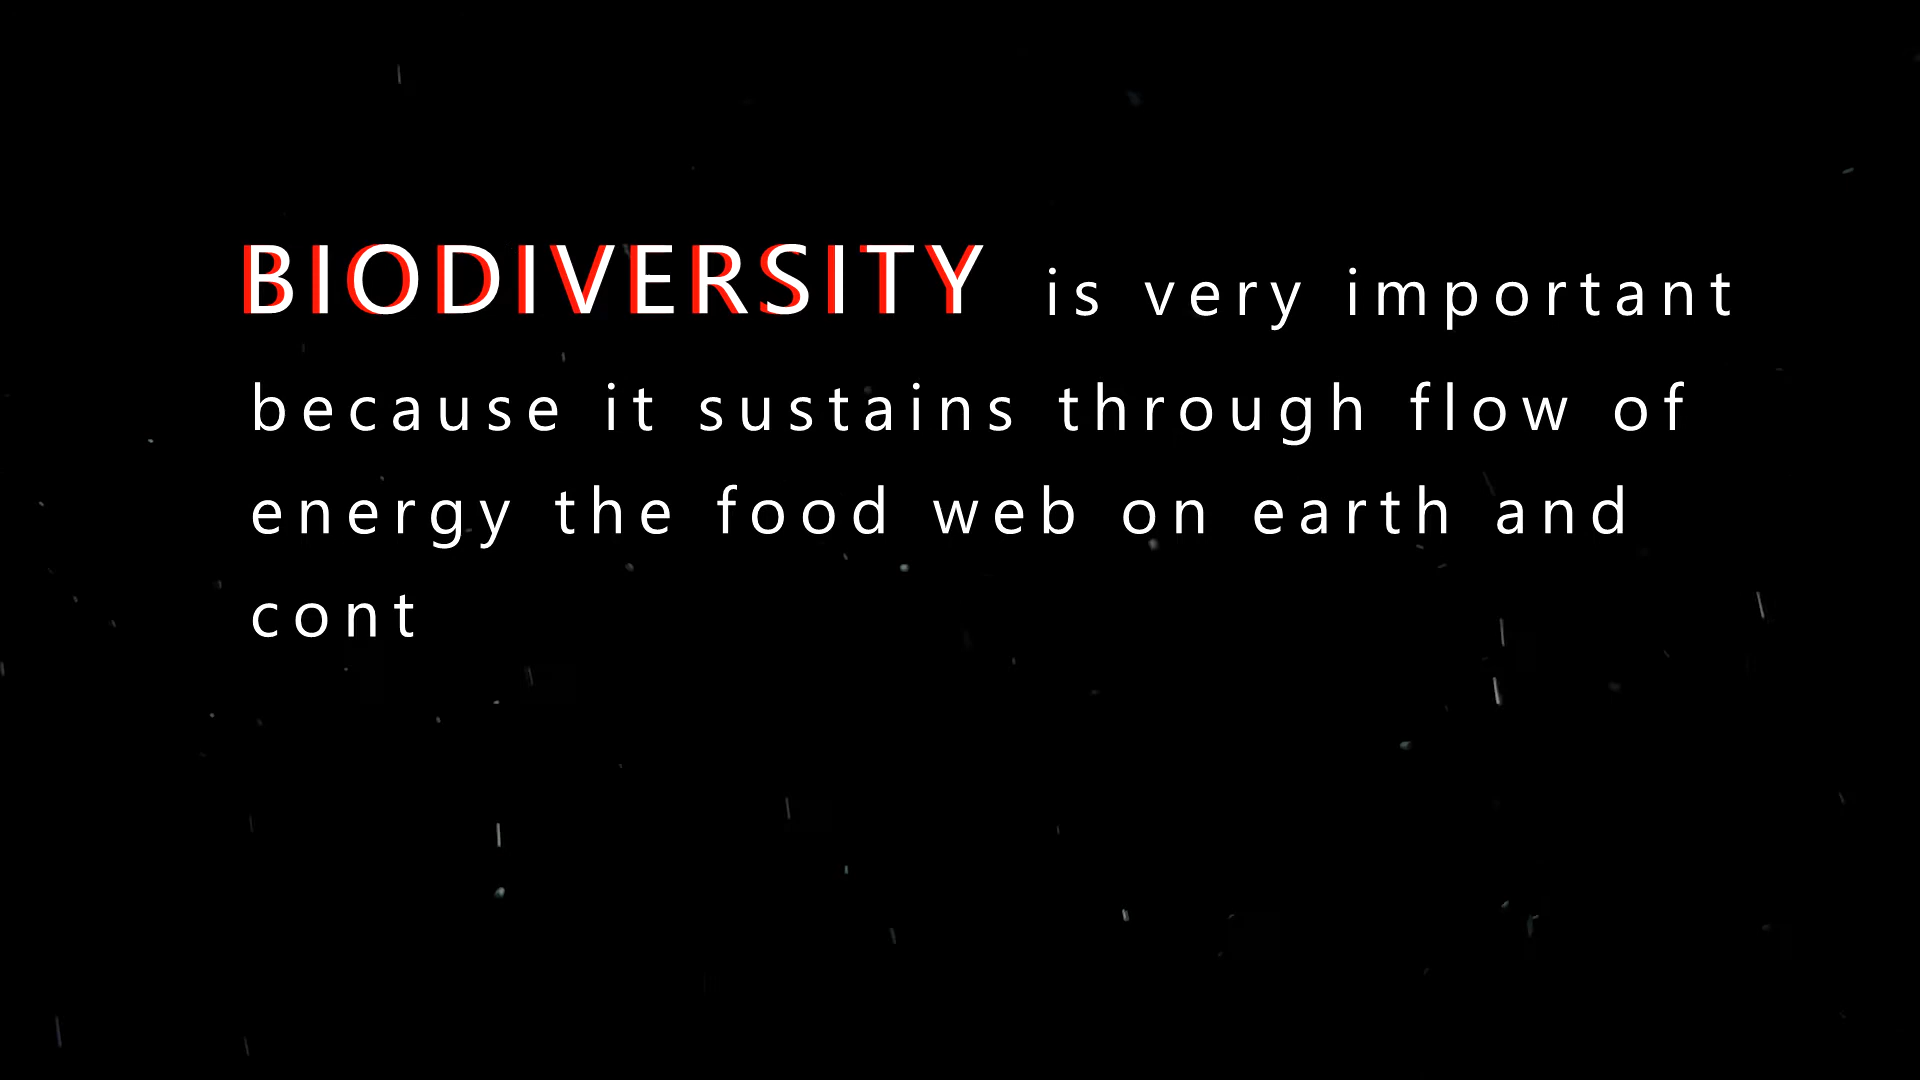 BIODIVERSITY is very important
because it sustains through flow of
energy the food web on earth and
cont